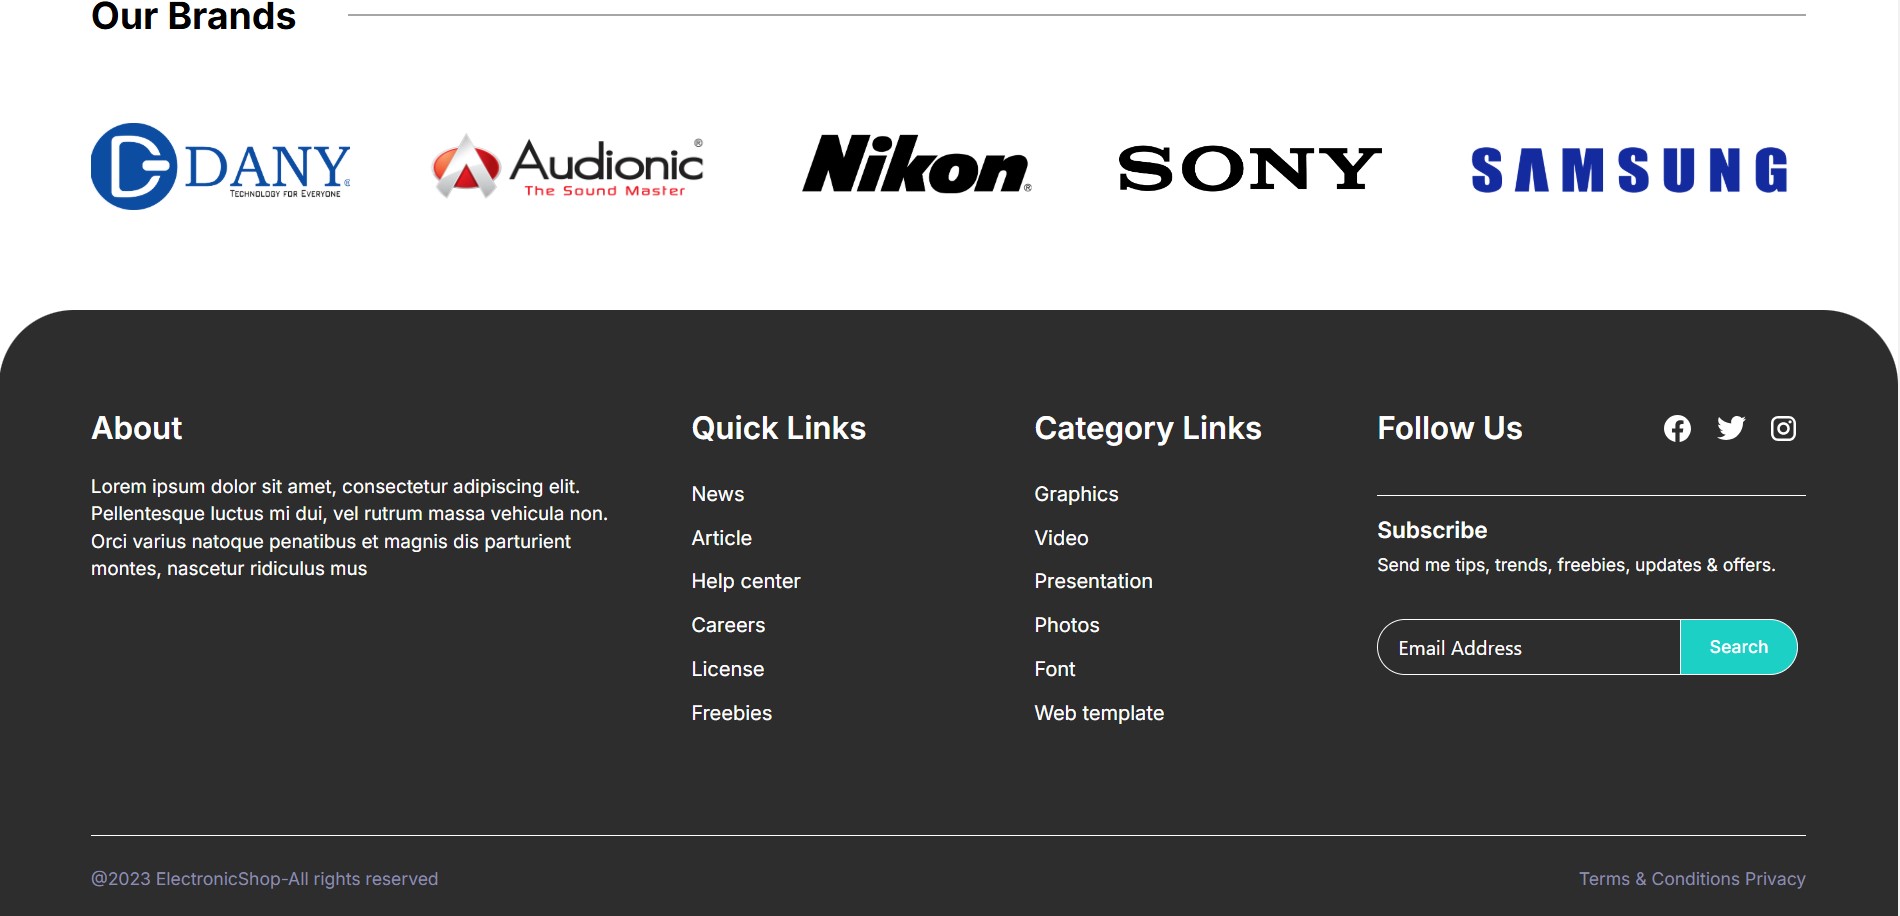 Our Brands
DANY
TECHNOLOGY FOR EVERYONE
Audionic®
The Sound Master
Nikon®
SONY
SAMSUNG
About
Lorem ipsum dolor sit amet, consectetur adipiscing elit.
Pellentesque luctus mi dui, vel rutrum massa vehicula non.
Orci varius natoque penatibus et magnis dis parturient
montes, nascetur ridiculus mus
Quick Links
News
Article
Help center
Careers
License
Freebies
Category Links
Graphics
Video
Presentation
Photos
Font
Web template
Follow Us
Subscribe
Send me tips, trends, freebies, updates & offers.
Email Address
Search
@2023 ElectronicShop-All rights reserved
Terms & Conditions Privacy